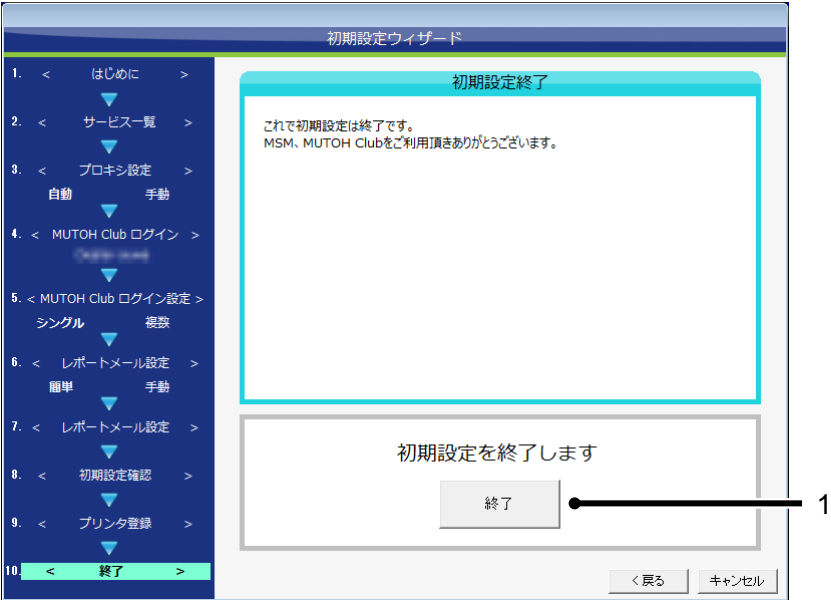 初期設定ウィザード
1. < はじめに >
2. < サービス一覧 >
3. < プロキシ設定 >
自動 手動
4. < MUTOH Club ログイン >
5. < MUTOH Club ログイン設定 >
シングル 複数
6. < レポートメール設定 >
簡単 手動
7. < レポートメール設定 >
8. < 初期設定確認 >
9. < プリンタ登録 >
10. < 終了 >
初期設定終了
これで初期設定は終了です。
MSM、MUTOH Clubをご利用頂きありがとうございます。
初期設定を終了します
終了
1
<戻る キャンセル